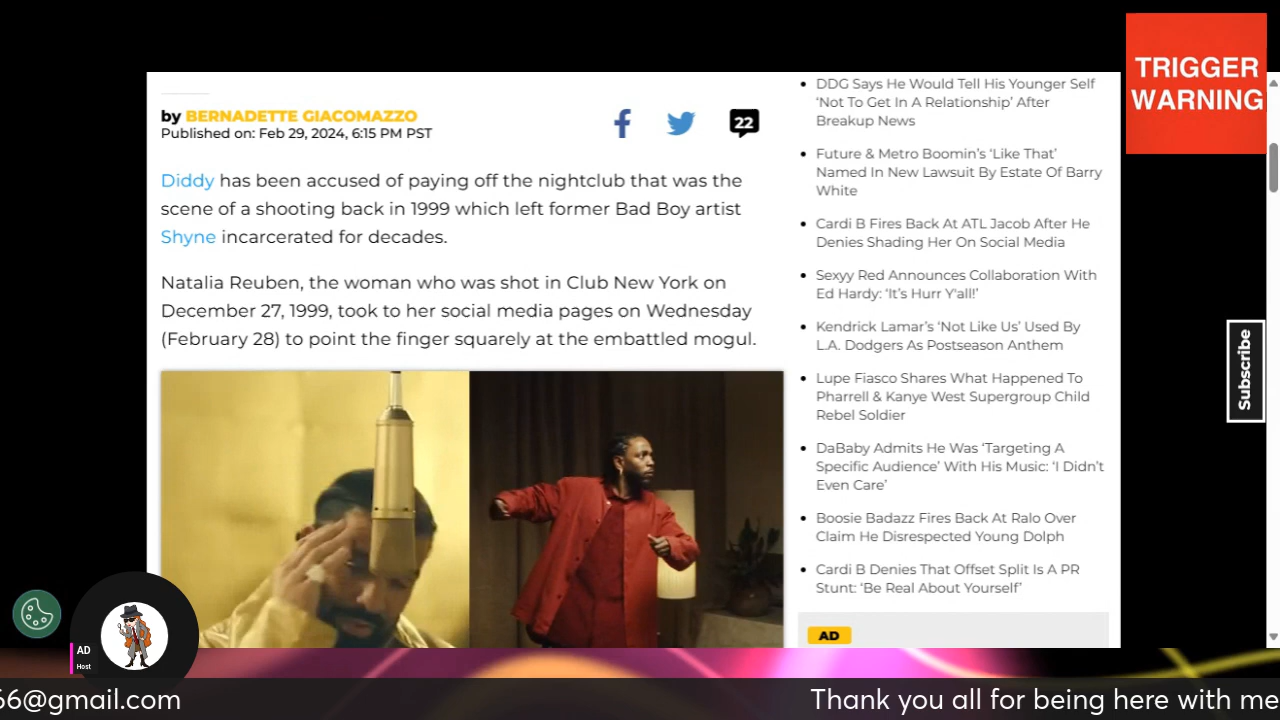 TRIGGER
WARNING
by BERNADETTE GIACOMAZZO
Published on: Feb 29, 2024, 6:15 PM PST
22
Diddy has been accused of paying off the nightclub that was the
scene of a shooting back in 1999 which left former Bad Boy artist
Shyne incarcerated for decades.
Natalia Reuben, the woman who was shot in Club New York on
December 27, 1999, took to her social media pages on Wednesday
(February 28) to point the finger squarely at the embattled mogul.
DDG Says He Would Tell His Younger Self
‘Not To Get In A Relationship’ After
Breakup News
Future & Metro Boomin’s ‘Like That’
Named In New Lawsuit By Estate Of Barry
White
Cardi B Fires Back At ATL Jacob After He
Denies Shading Her On Social Media
Sexyy Red Announces Collaboration With
Ed Hardy: ‘It’s Hurr Y'all!’
Kendrick Lamar’s ‘Not Like Us’ Used By
L.A. Dodgers As Postseason Anthem
Lupe Fiasco Shares What Happened To
Pharrell & Kanye West Supergroup Child
Rebel Soldier
DaBaby Admits He Was ‘Targeting A
Specific Audience’ With His Music: ‘I Didn’t
Even Care’
Boosie Badazz Fires Back At Ralo Over
Claim He Disrespected Young Dolph
Cardi B Denies That Offset Split Is A PR
Stunt: ‘Be Real About Yourself’
AD
Subscribe
AD
Host
66@gmail.com
Thank you all for being here with me